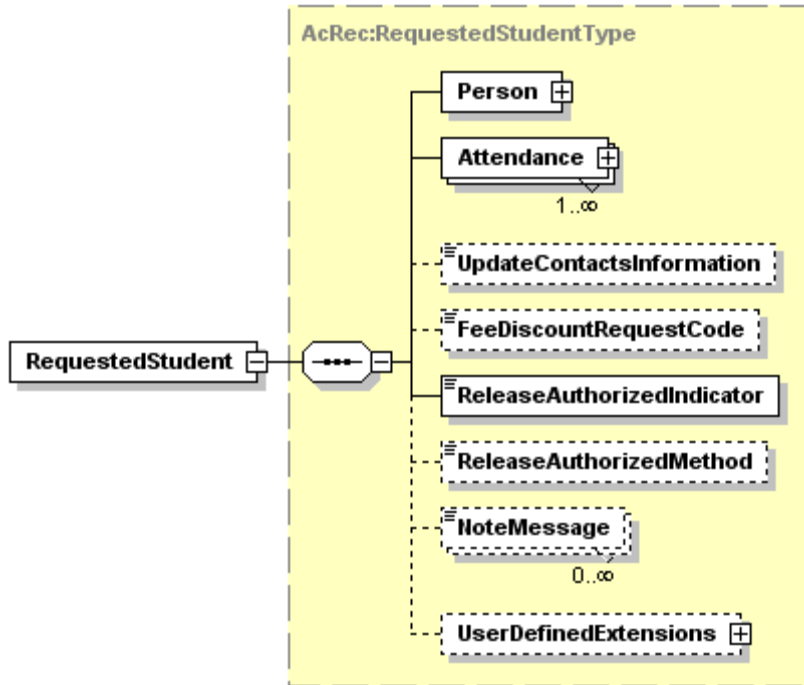 AcRec:RequestedStudentType
Person
Attendance
1..∞
UpdateContactsInformation
FeeDiscountRequestCode
RequestedStudent
ReleaseAuthorizedIndicator
ReleaseAuthorizedMethod
NoteMessage
0..∞
UserDefinedExtensions